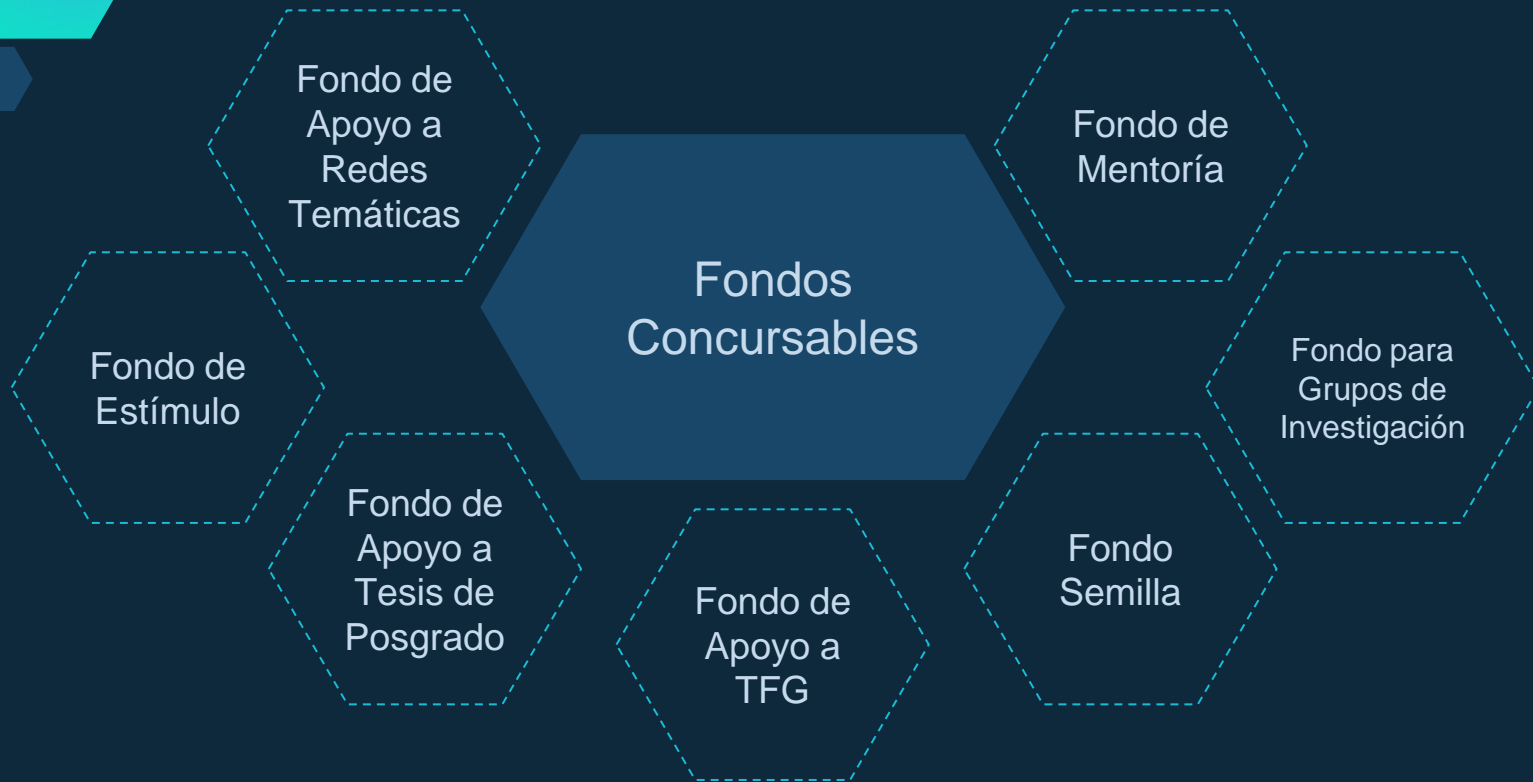 Fondo de
Apoyo a
Redes
Temáticas
Fondo de
Mentoría
Fondos
Concursables
Fondo de
Estímulo
Fondo para
Grupos de
Investigación
Fondo de
Apoyo a
Tesis de
Posgrado
Fondo de
Apoyo a
TFG
Fondo
Semilla